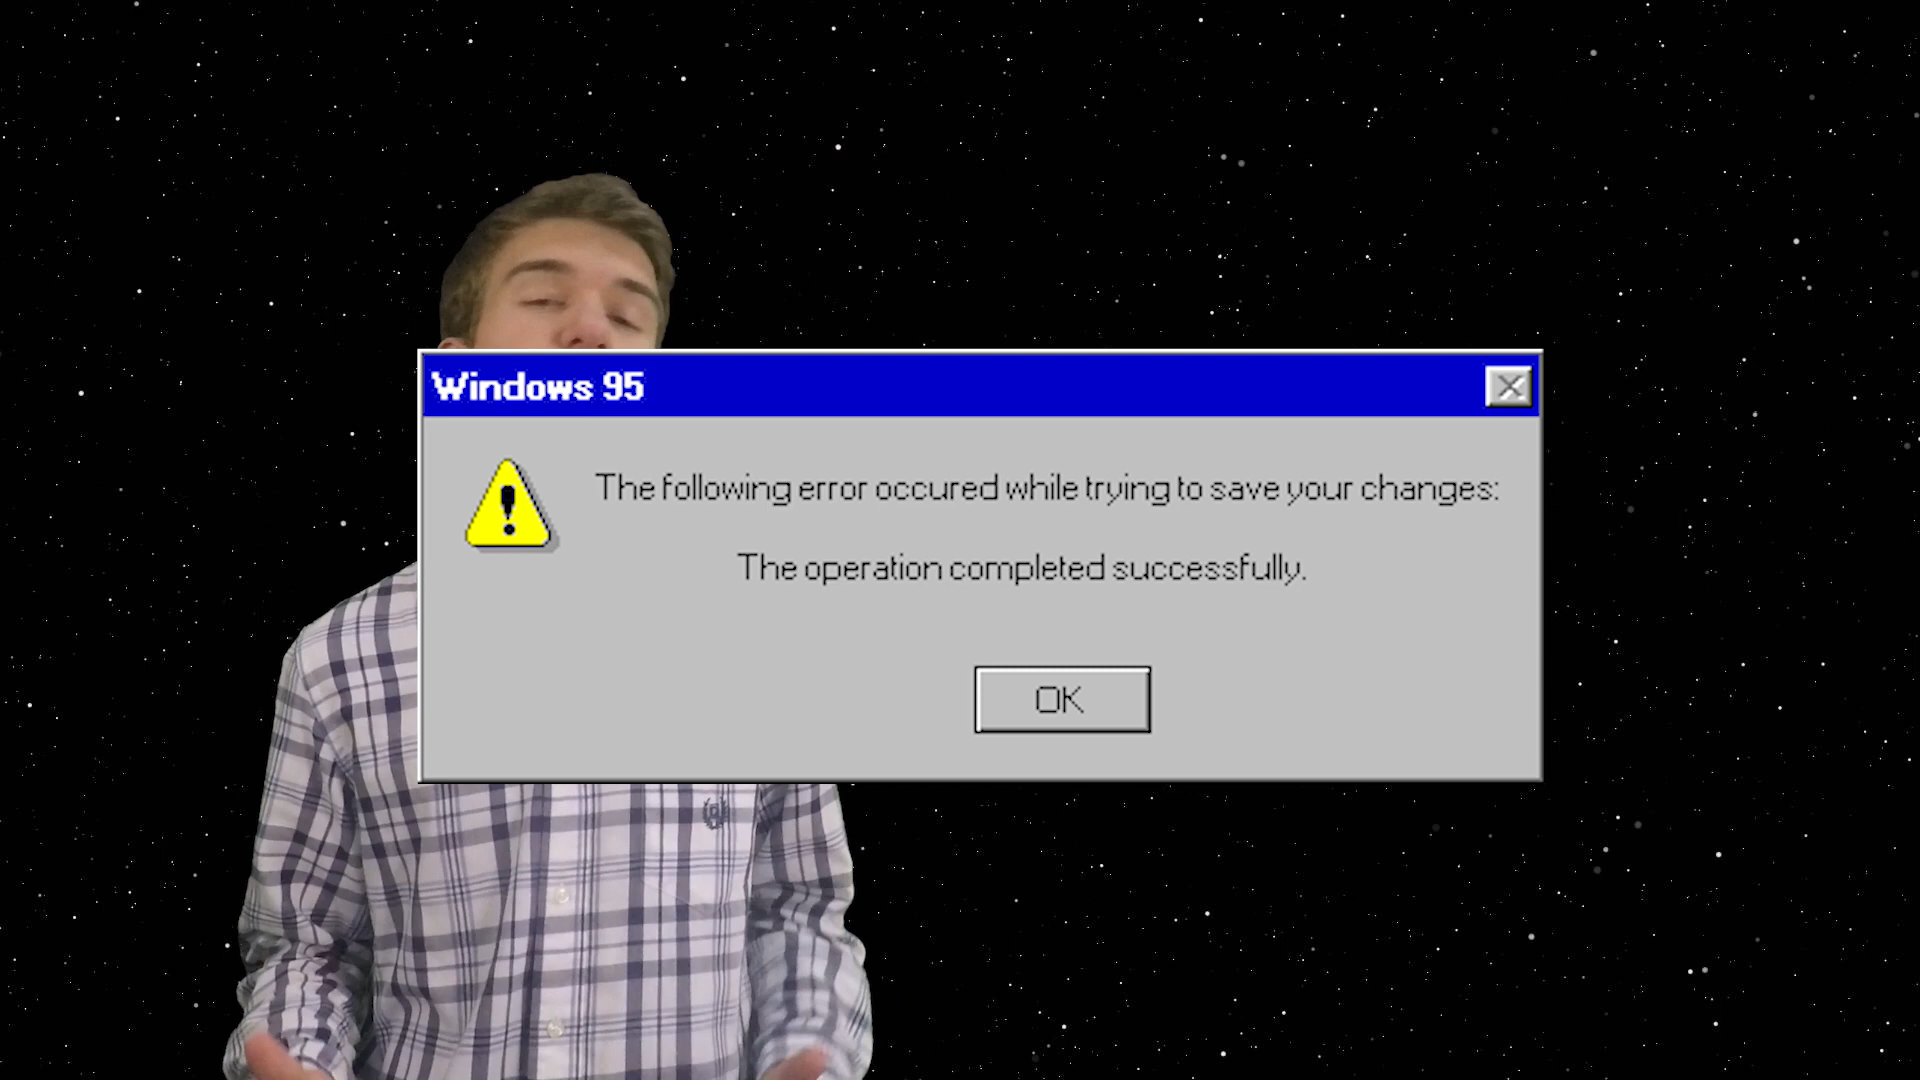 Windows 95
The following error occured while trying to save your changes:
The operation completed successfully.
OK